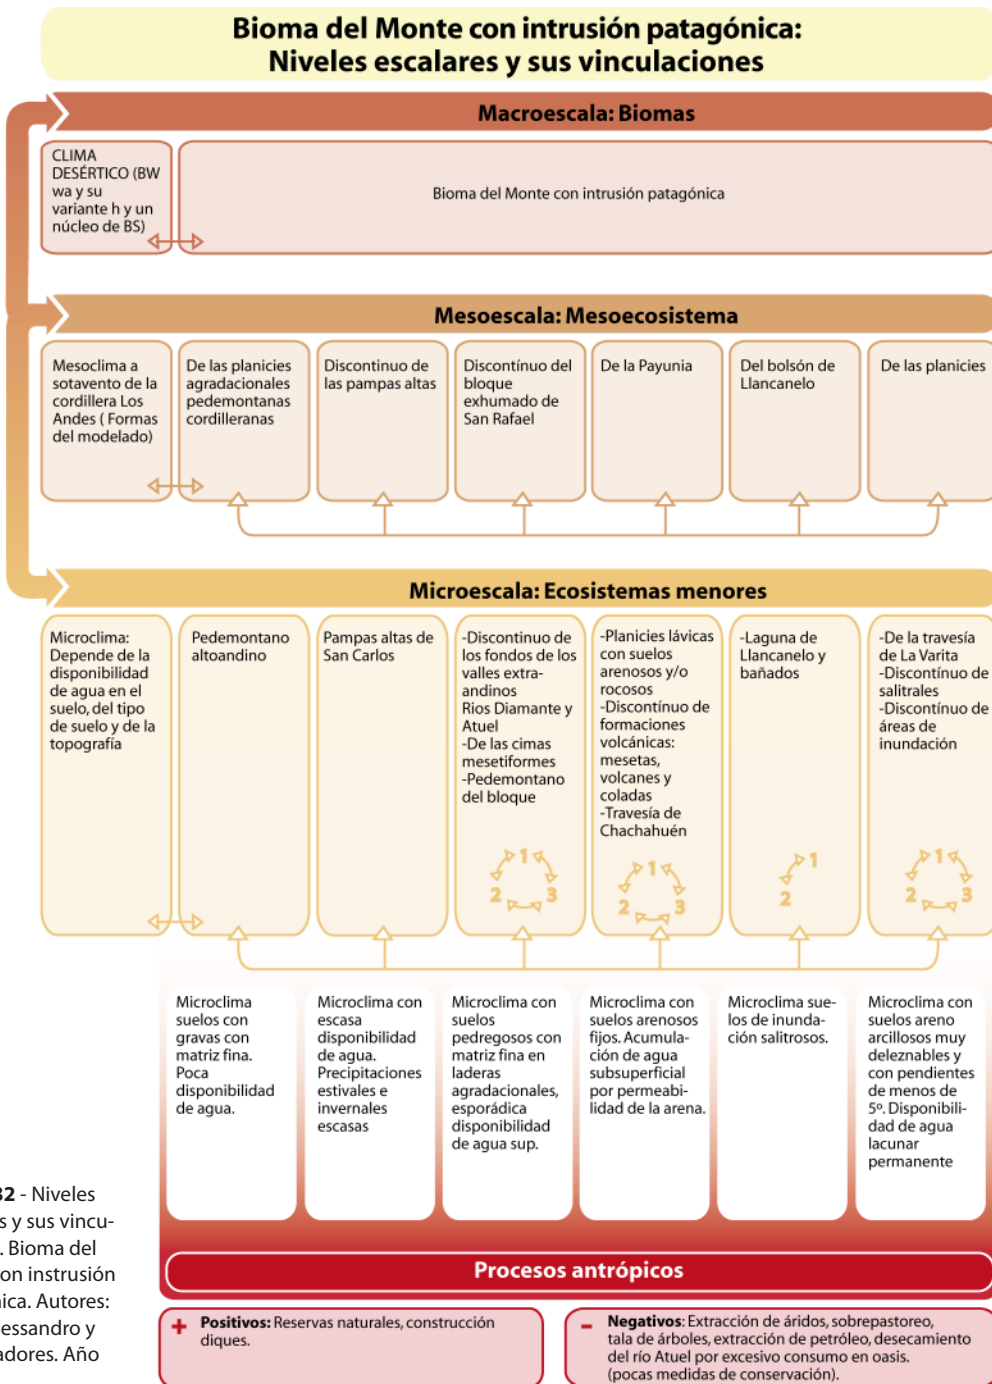 Bioma del Monte con intrusión patagónica:
Niveles escalares y sus vinculaciones
Macroescala: Biomas
CLIMA
DESÉRTICO (BW
wa y su
variante h y un
núcleo de BS)
Bioma del Monte con intrusión patagónica
Mesoescala: Mesoecosistema
Mesoclima a
sotavento de la
cordillera Los
Andes ( Formas
del modelado)
De las planicies
agradacionales
pedemontanas
cordilleranas
Discontinuo de
las pampas altas
Discontínuo del
bloque
exhumado de
San Rafael
De la Payunia
Del bolsón de
Llancanelo
De las planicies
Microescala: Ecosistemas menores
Microclima:
Depende de la
disponibilidad
de agua en el
suelo, del tipo
de suelo y de la
topografía
Pedemontano
altoandino
Pampas altas de
San Carlos
-Discontinuo de
los fondos de los
valles extra-
andinos
Rios Diamante y
Atuel
-De las cimas
mesetiformes
-Pedemontano
del bloque
1
2 3
-Planicies lávicas
con suelos
arenosos y/o
rocosos
-Discontínuo de
formaciones
volcánicas:
mesetas,
volcanes y
coladas
-Travesía de
Chachahuén
1
2 3
-Laguna de
Llancanelo y
bañados
1
2
-De la travesía
de La Varita
-Discontínuo de
salitrales
-Discontínuo de
áreas de
inundación
1
2 3
Microclima
suelos con
gravas con
matriz fina.
Poca
disponibilidad
de agua.
Microclima con
escasa
disponibilidad
de agua.
Precipitaciones
estivales e
invernales
escasas
Microclima con
suelos
pedregosos con
matriz fina en
laderas
agradacionales,
esporádica
disponibilidad
de agua sup.
Microclima con
suelos arenosos
fijos. Acumula-
ción de agua
subsuperficial
por permeabi-
lidad de la arena.
Microclima sue-
los de inunda-
ción salitrosos.
Microclima con
suelos areno
arcillosos muy
deleznables y
con pendientes
de menos de
5º. Disponibili-
dad de agua
lacunar
permanente
32 - Niveles
s y sus vincu-
. Bioma del
on instrusión
nica. Autores:
lessandro y
adores. Año
Procesos antrópicos
+ Positivos: Reservas naturales, construcción
diques.
- Negativos: Extracción de áridos, sobrepastoreo,
tala de árboles, extracción de petróleo, desecamiento
del río Atuel por excesivo consumo en oasis.
(pocas medidas de conservación).